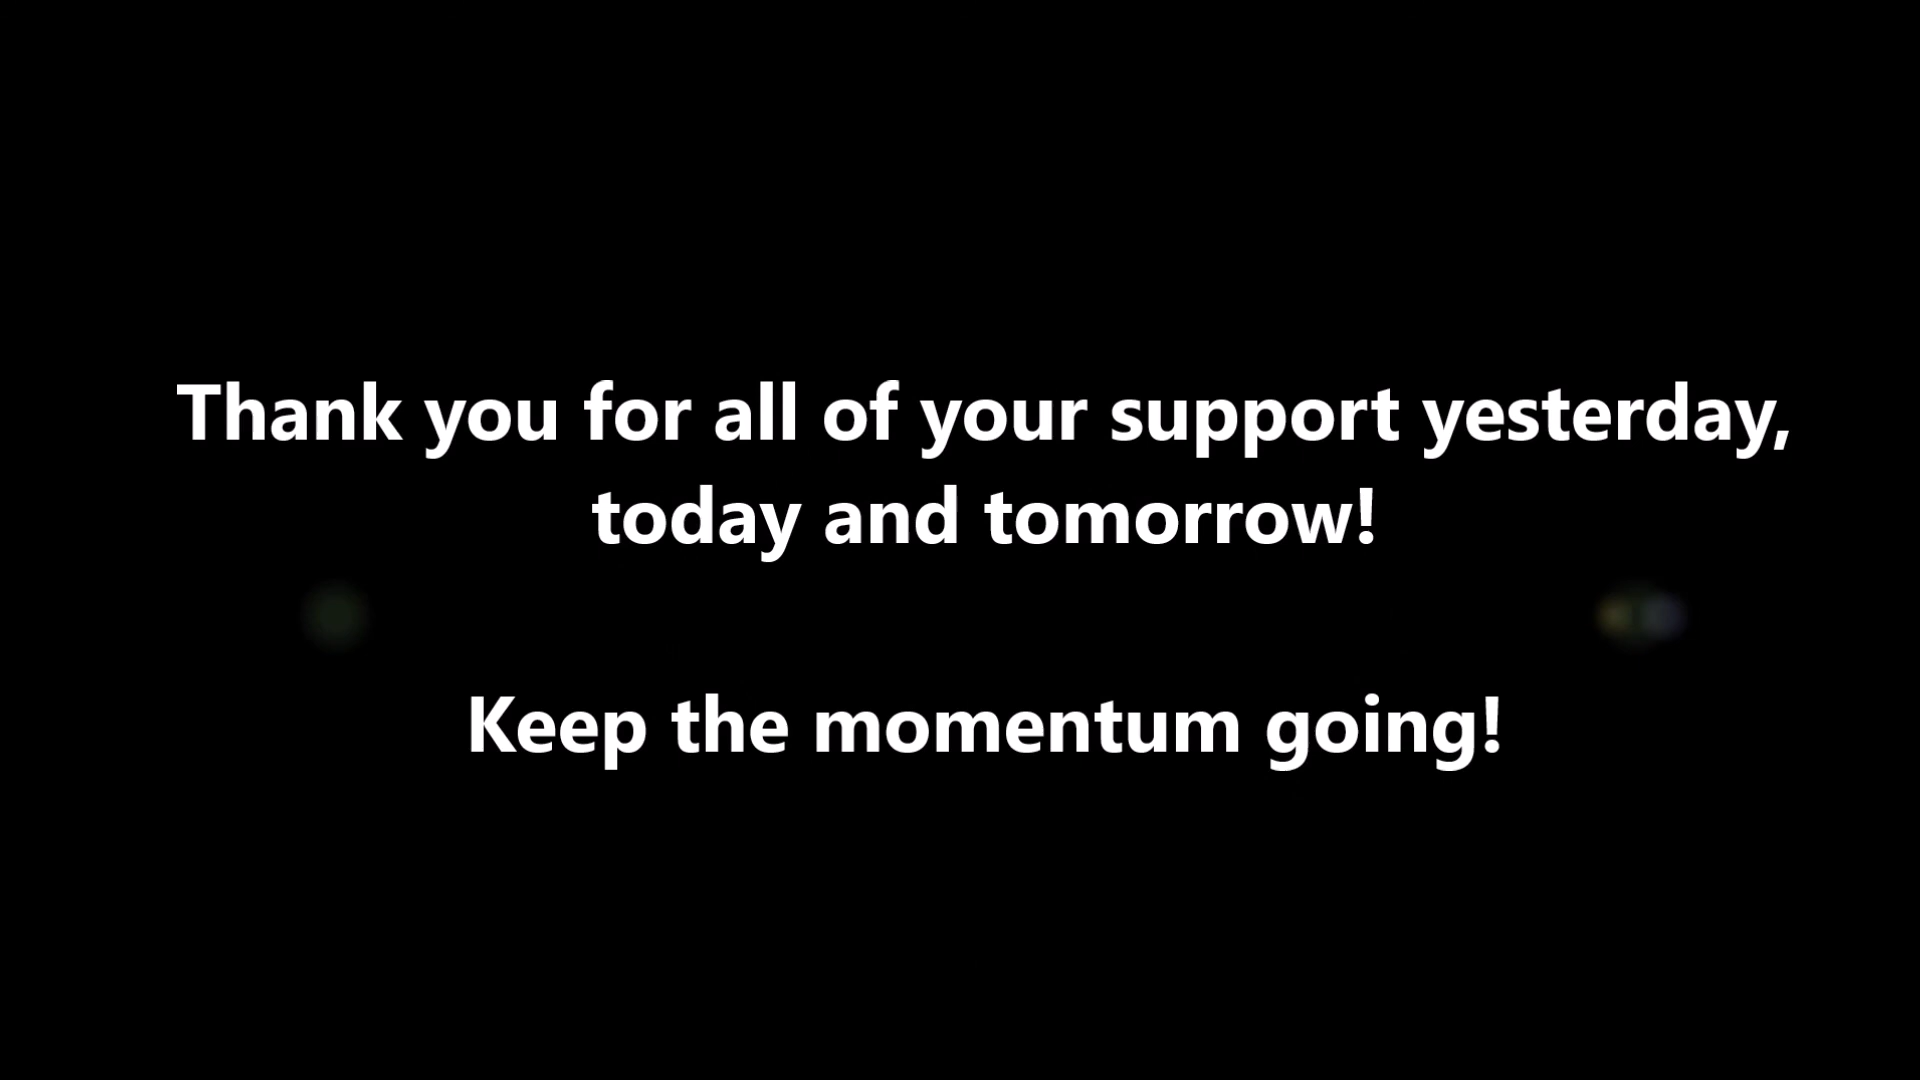 Thank you for all of your support yesterday,
today and tomorrow!
Keep the momentum going!